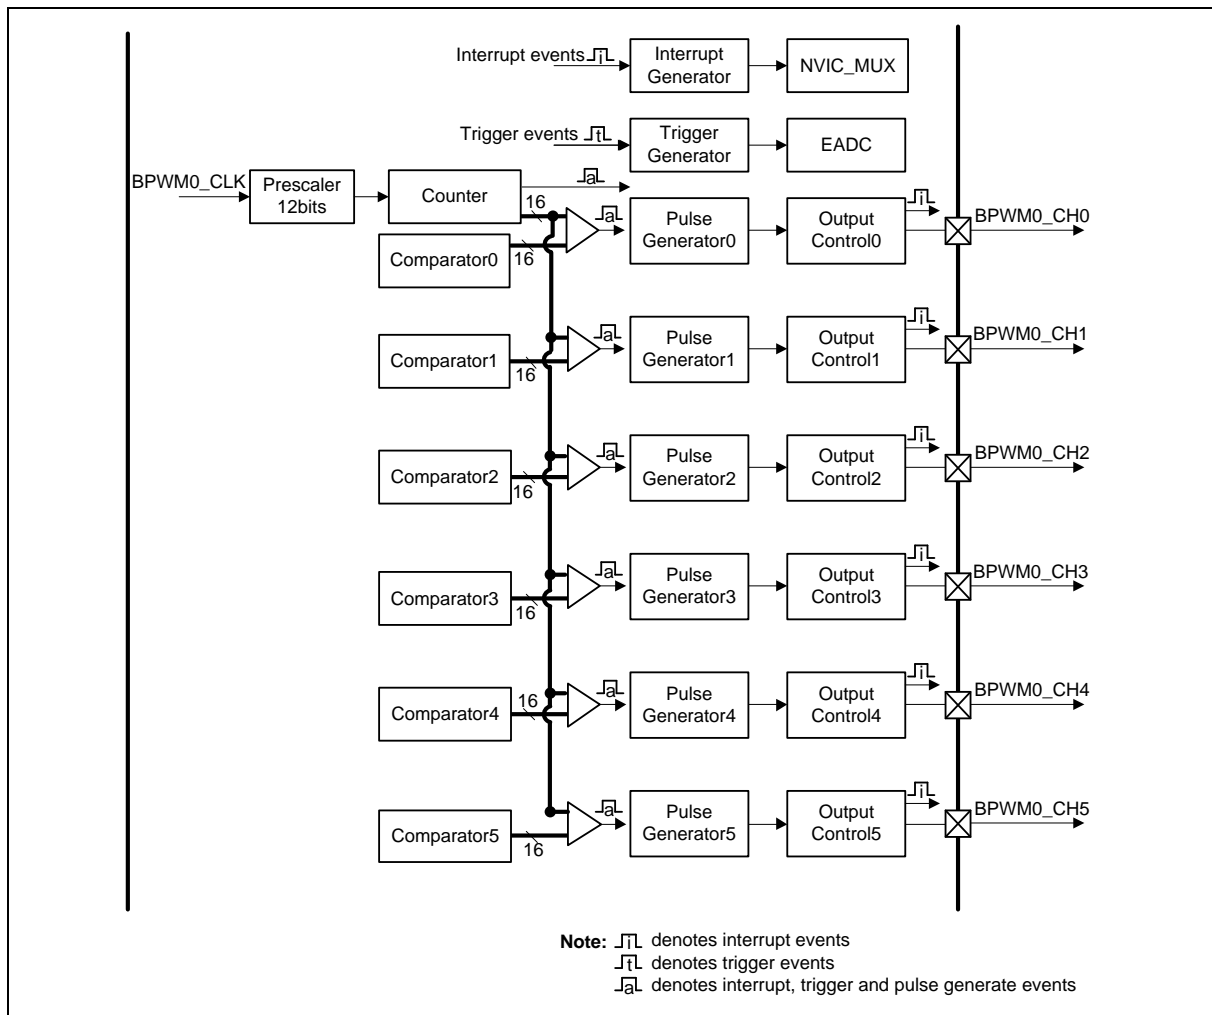 Interrupt events i
Interrupt
Generator
NVIC_MUX
Trigger events t
Trigger
Generator
EADC
BPWM0_CLK
Prescaler
12bits
Counter
a
16
Comparator0
16
a
Pulse
Generator0
Output
Control0
i
BPWM0_CH0
Comparator1
16
a
Pulse
Generator1
Output
Control1
i
BPWM0_CH1
Comparator2
16
a
Pulse
Generator2
Output
Control2
i
BPWM0_CH2
Comparator3
16
a
Pulse
Generator3
Output
Control3
i
BPWM0_CH3
Comparator4
16
a
Pulse
Generator4
Output
Control4
i
BPWM0_CH4
Comparator5
16
a
Pulse
Generator5
Output
Control5
i
BPWM0_CH5
Note: i denotes interrupt events
t denotes trigger events
a denotes interrupt, trigger and pulse generate events